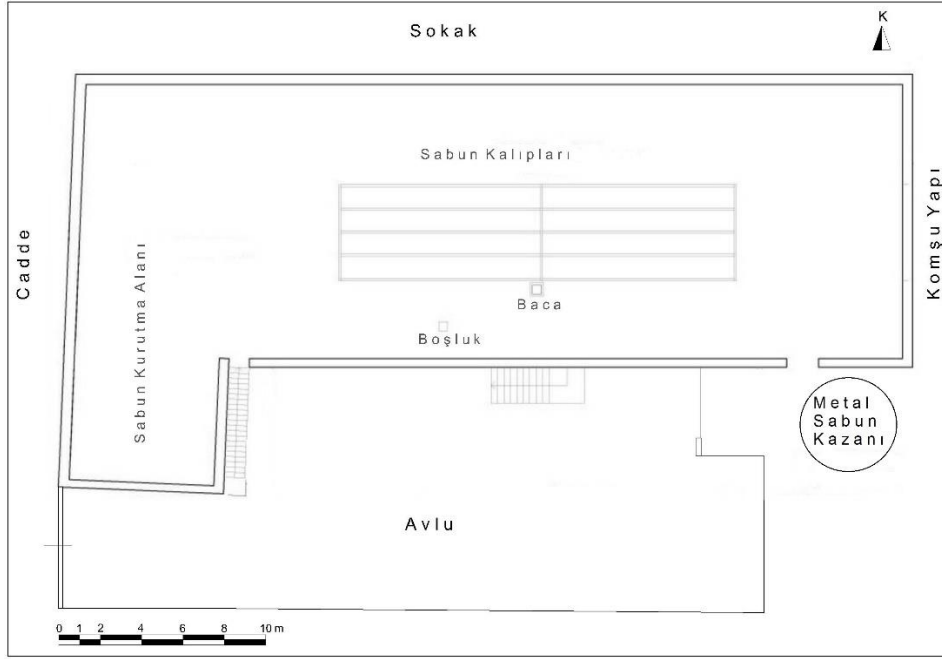 Sokak
K
Sabun Kalıpları
Cadde
Komşu Yapı
Sabun Kurutma Alanı
Baca
Boşluk
Metal
Sabun
Kazanı
Avlu
0 1 2 4 6 8 10 m